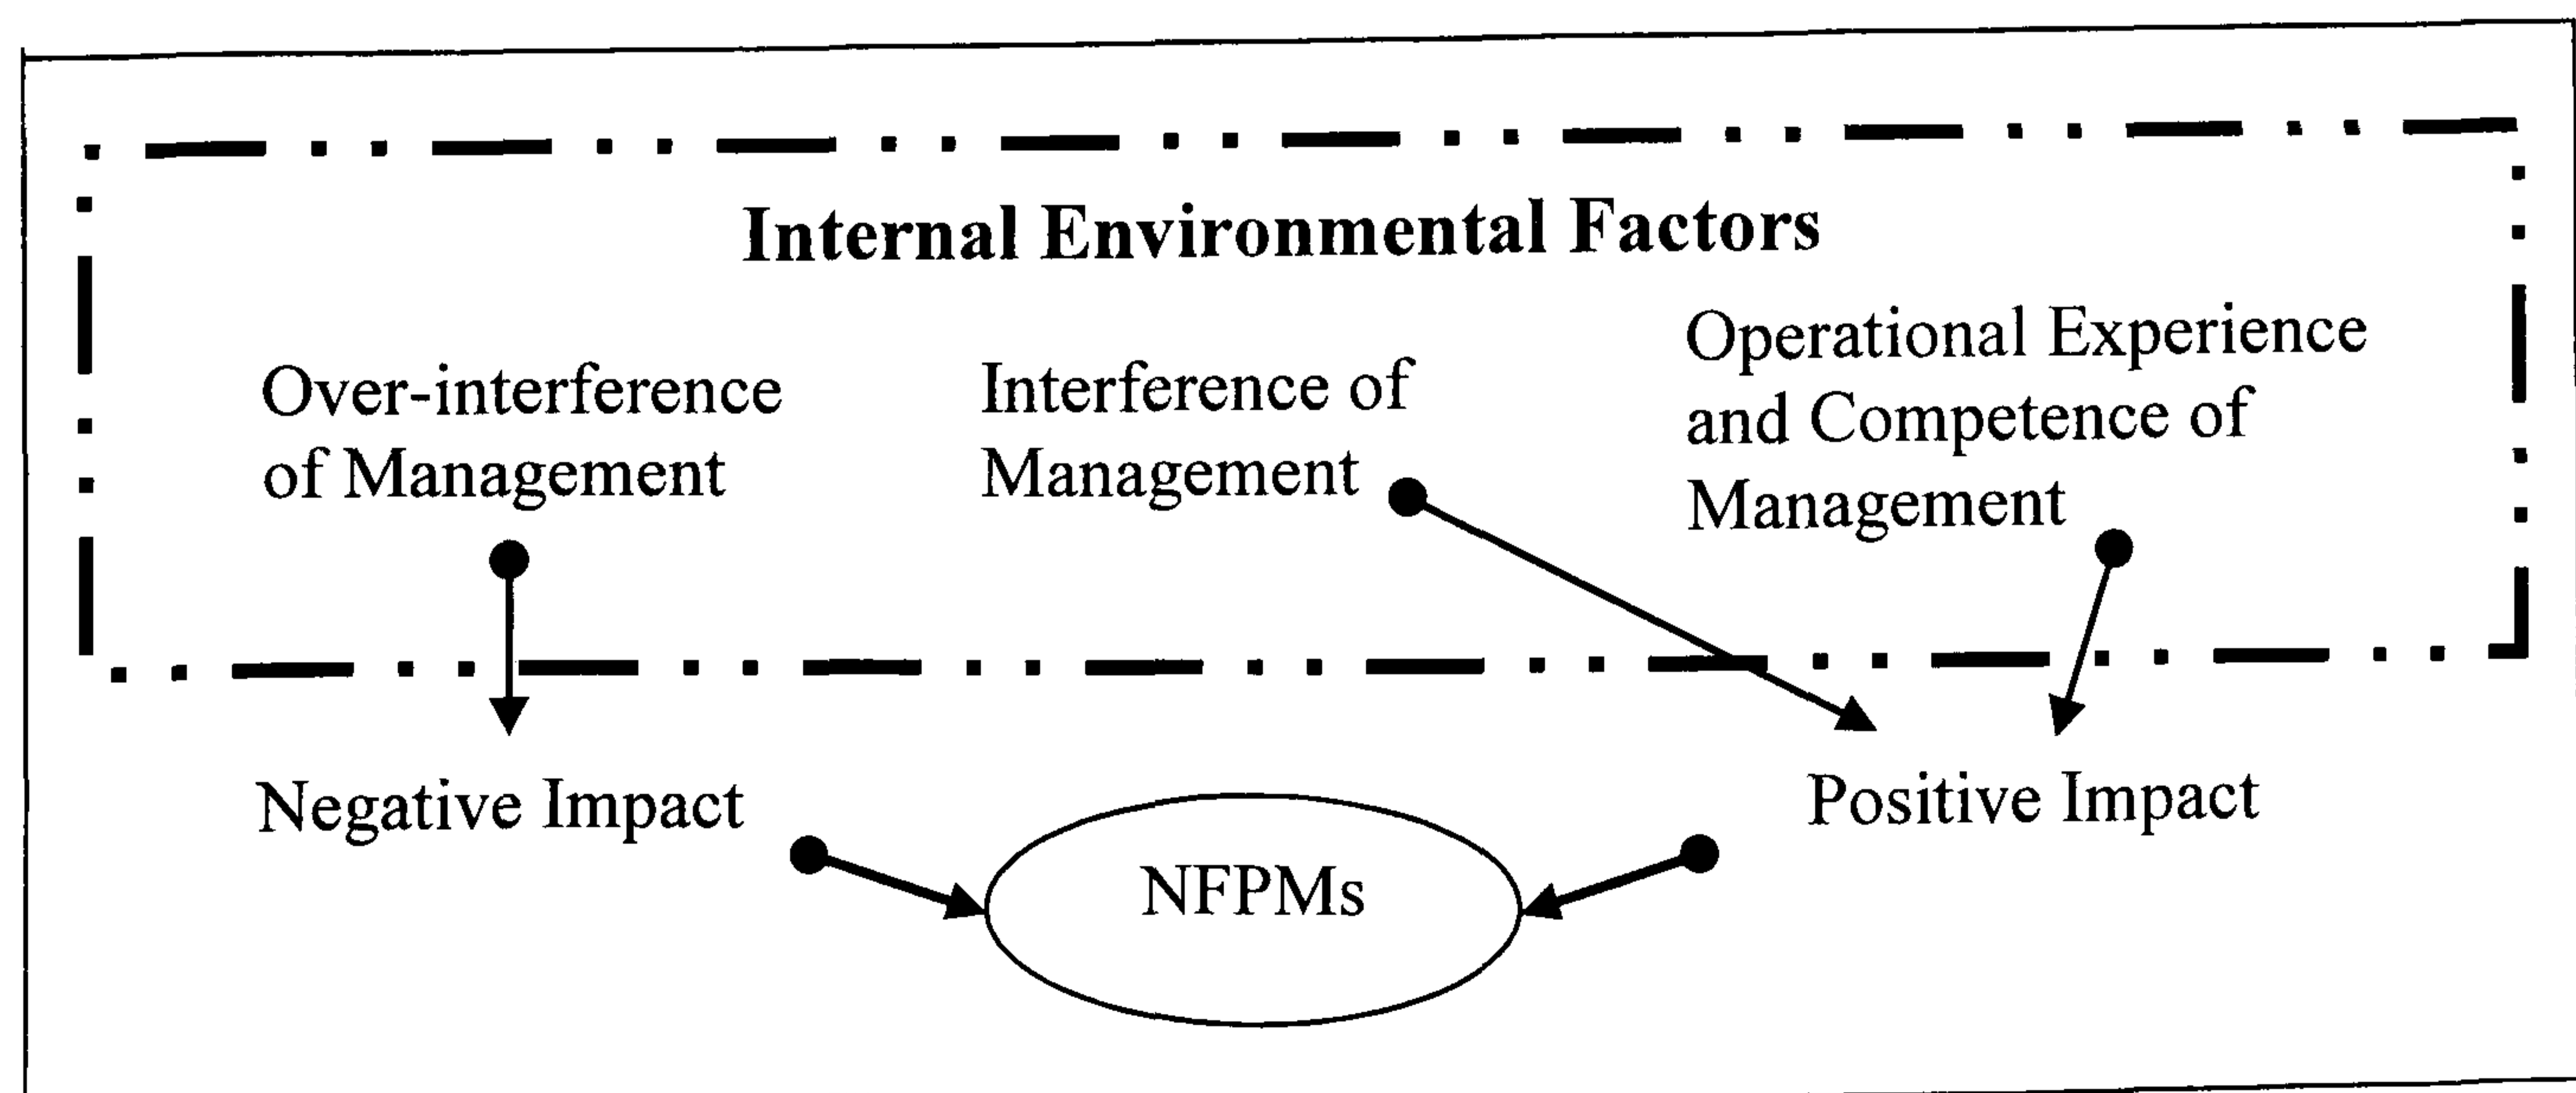 Internal Environmental Factors
Over-interference
of Management
Interference of
Management
Operational Experience
and Competence of
Management
Negative Impact
Positive Impact
NFPMs